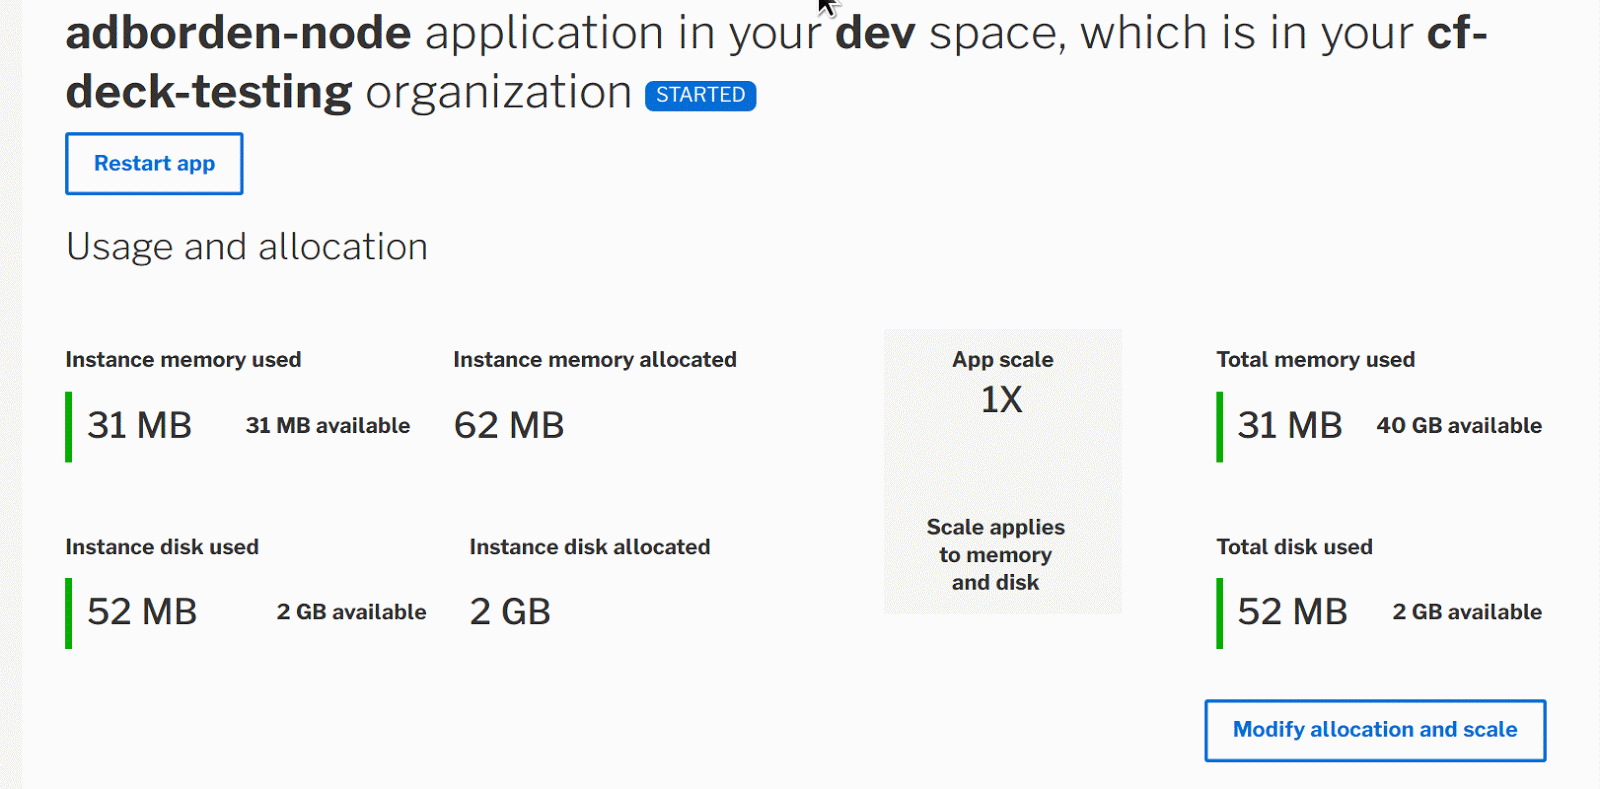 adborden-node application in your dev space, which is in your cf-
deck-testing organization STARTED
Restart app
Usage and allocation
Instance memory used
31 MB
31 MB available
Instance memory allocated
62 MB
App scale
1X
Scale applies
to memory
and disk
Total memory used
31 MB
40 GB available
Instance disk used
52 MB
2 GB available
Instance disk allocated
2 GB
Total disk used
52 MB
2 GB available
Modify allocation and scale